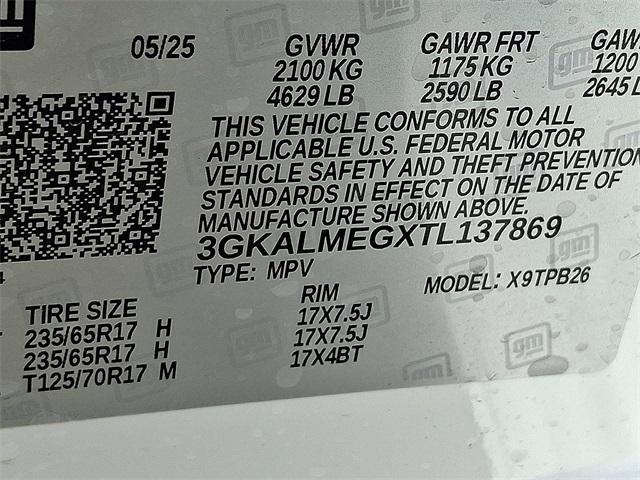 05/25 GVWR GAWR FRT GAW
2100 KG 1175 KG 1200
4629 LB 2590 LB 2645 L
THIS VEHICLE CONFORMS TO ALL
APPLICABLE U.S. FEDERAL MOTOR
VEHICLE SAFETY AND THEFT PREVENTION
STANDARDS IN EFFECT ON THE DATE OF
MANUFACTURE SHOWN ABOVE.
3GKALMEGXTL137869
TYPE: MPV MODEL: X9TPB26
TIRE SIZE RIM
235/65R17 H 17X7.5J
235/65R17 H 17X7.5J
T125/70R17 M 17X4BT
gm